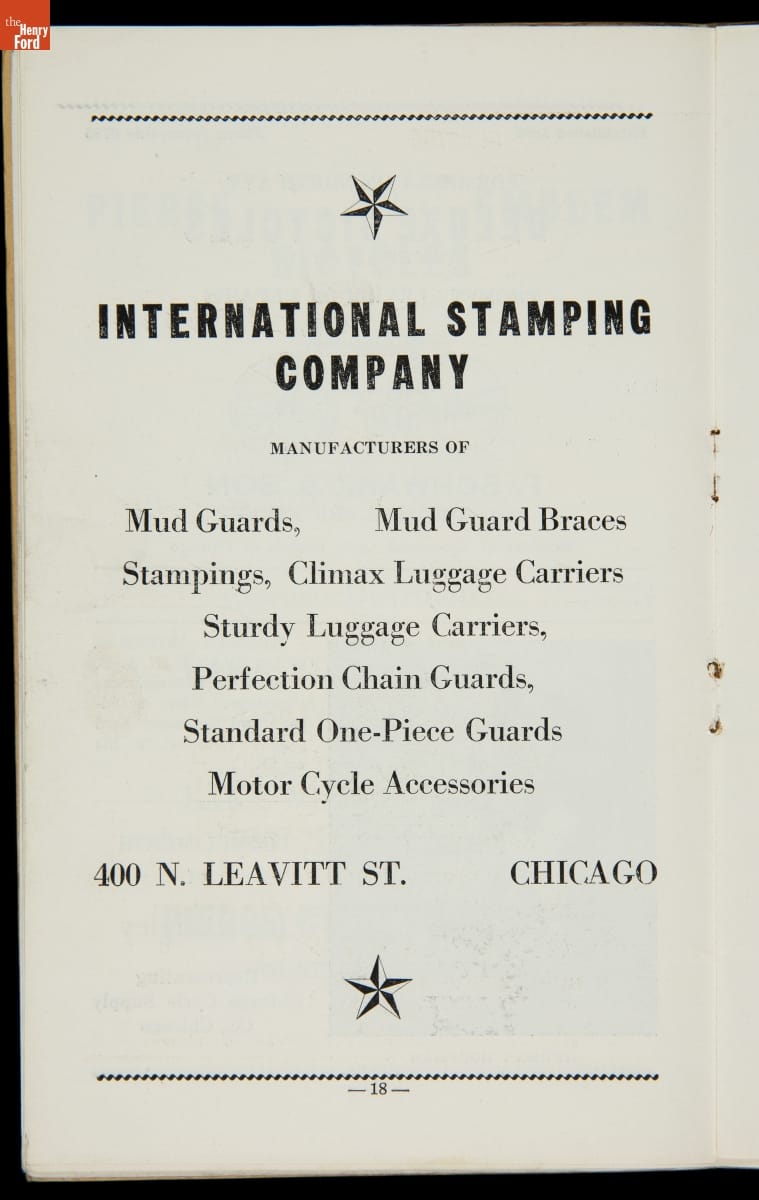 the
Henry
Ford
INTERNATIONAL STAMPING
COMPANY
MANUFACTURERS OF
Mud Guards, Mud Guard Braces
Stampings, Climax Luggage Carriers
Sturdy Luggage Carriers,
Perfection Chain Guards,
Standard One-Piece Guards
Motor Cycle Accessories
400 N. LEAVITT ST. CHICAGO
— 18 —